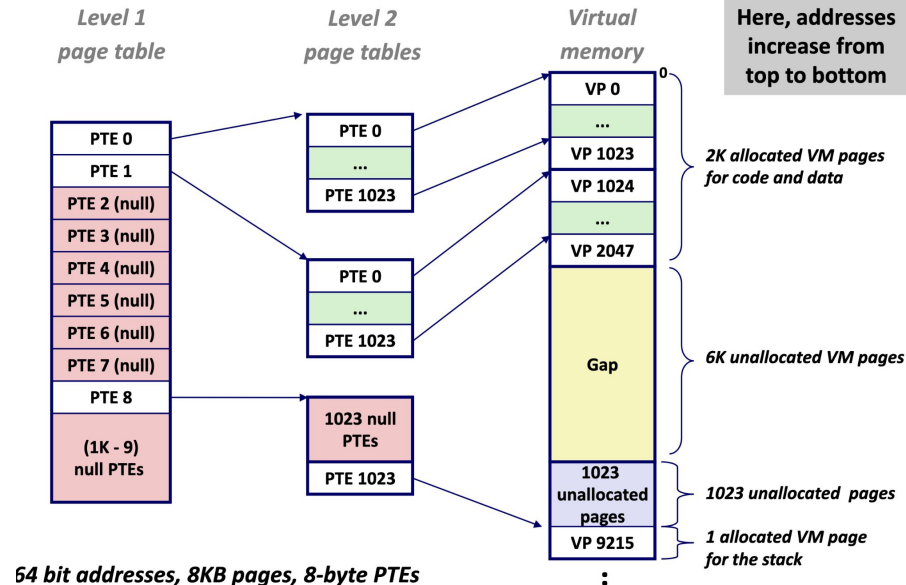 Level 1
page table
Level 2
page tables
Virtual
memory
Here, addresses
increase from
top to bottom
PTE 0
PTE 1
PTE 2 (null)
PTE 3 (null)
PTE 4 (null)
PTE 5 (null)
PTE 6 (null)
PTE 7 (null)
PTE 8
(1K - 9)
null PTEs
PTE 0
...
PTE 1023
PTE 0
...
PTE 1023
1023 null
PTEs
PTE 1023
0
VP 0
...
VP 1023
VP 1024
...
VP 2047
Gap
1023
unallocated
pages
VP 9215
2K allocated VM pages
for code and data
6K unallocated VM pages
1023 unallocated pages
1 allocated VM page
for the stack
64 bit addresses, 8KB pages, 8-byte PTEs